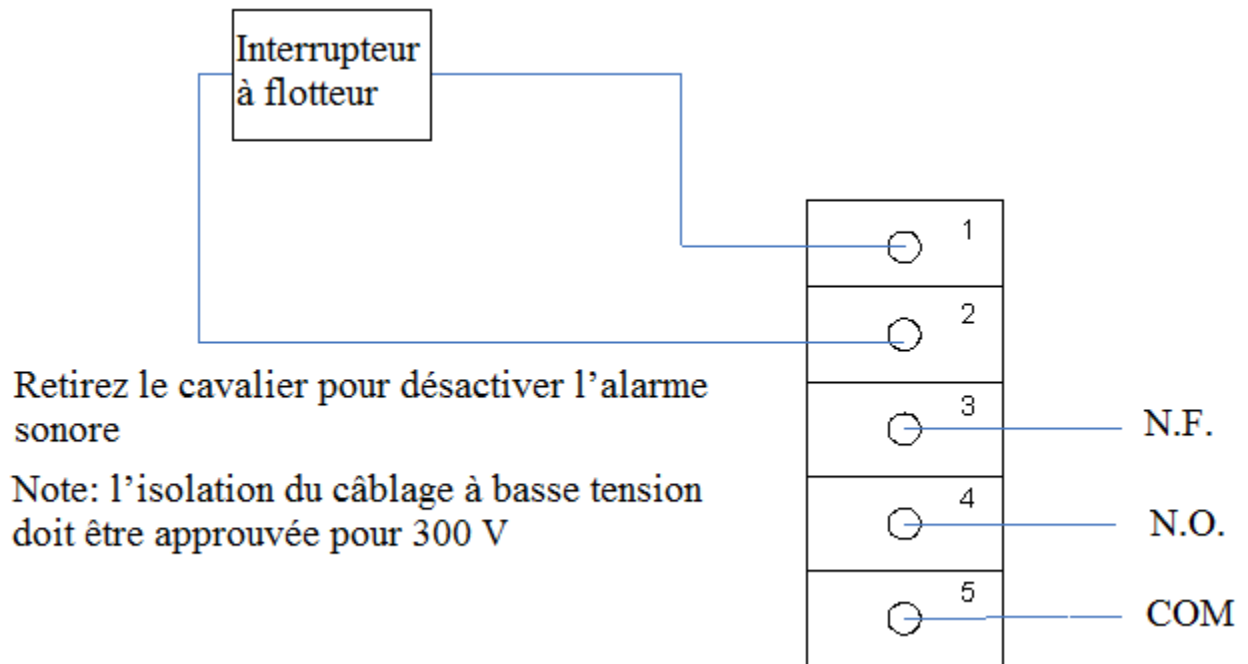 Interrupteur
à flotteur
1
2
Retirez le cavalier pour désactiver l’alarme
sonore
3
N.F.
Note: l’isolation du câblage à basse tension
doit être approuvée pour 300 V
4
N.O.
5
COM